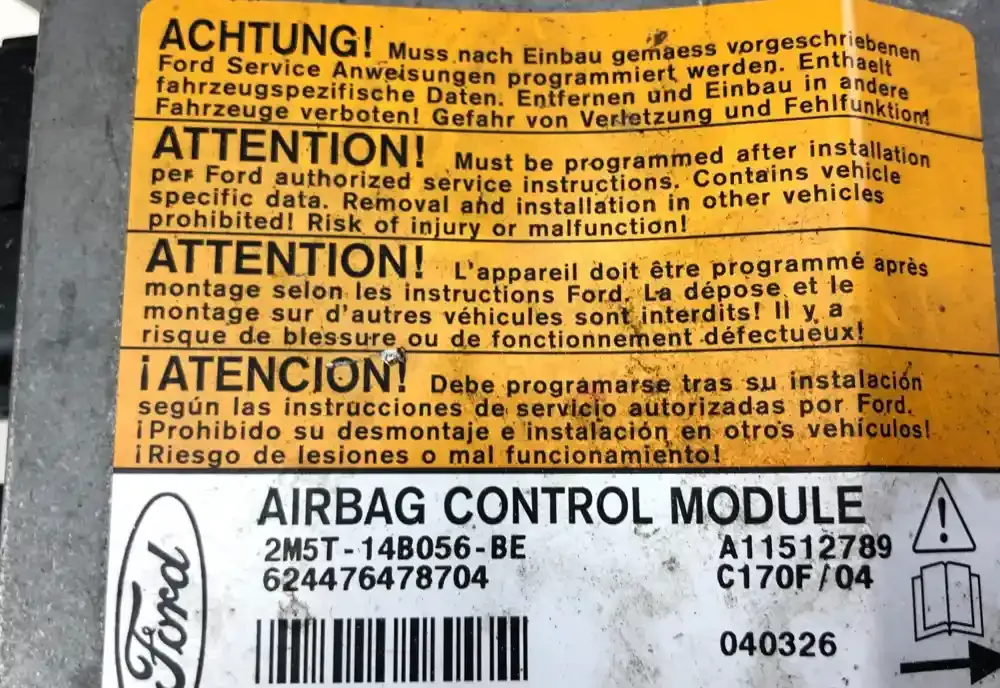 ACHTUNG! Muss nach Einbau gemaess vorgeschriebenen
Ford Service Anweisungen programmiert werden. Enthaelt
fahrzeugspezifische Daten. Entfernen und Einbau in andere
Fahrzeuge verboten! Gefahr von Verletzung und Fehlfunktion!
ATTENTION! Must be programmed after installation
per Ford authorized service instructions. Contains vehicle
specific data. Removal and installation in other vehicles
prohibited! Risk of injury or malfunction!
ATTENTION! L'appareil doit être programmé après
montage selon les instructions Ford. La dépose et le
montage sur d'autres véhicules sont interdits! Il y a
risque de blessure ou de fonctionnement défectueux!
¡ATENCION! Debe programarse tras su instalación
según las instrucciones de servicio autorizadas por Ford.
¡Prohibido su desmontaje e instalación en otros vehículos!
¡Riesgo de lesiones o mal funcionamiento!
AIRBAG CONTROL MODULE
2M5T-14B056-BE A11512789
624476478704 C170F/04
040326
Ford